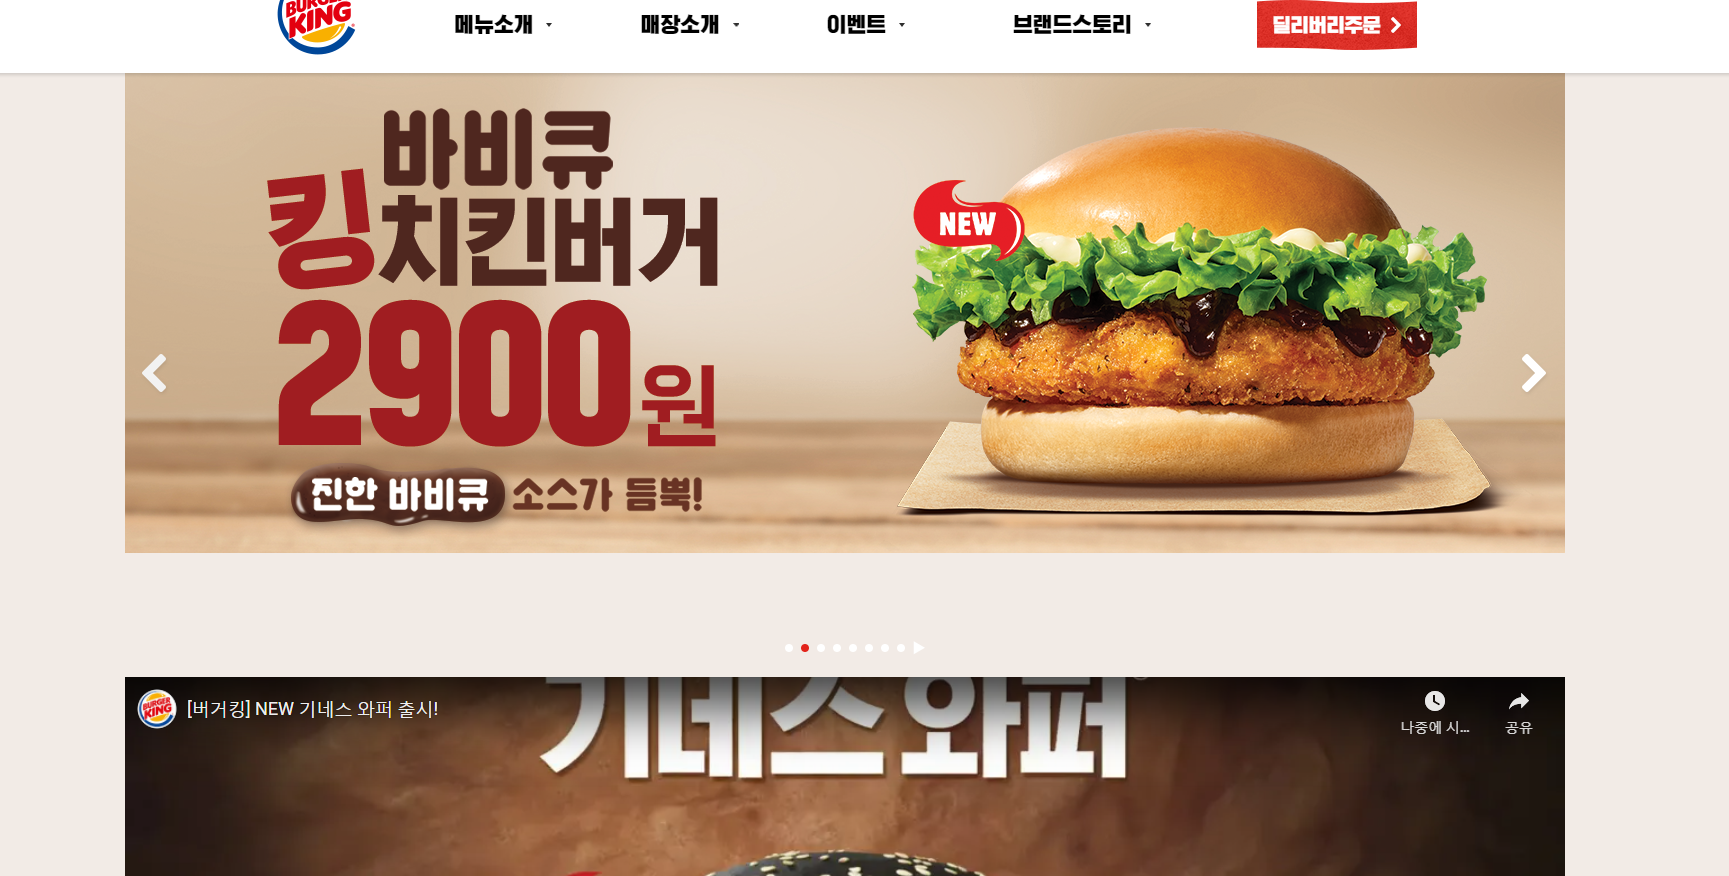 BURGER
KING
메뉴소개
매장소개
이벤트
브랜드스토리
딜리버리주문
바비큐
킹치킨버거
2900원
진한 바비큐 소스가 듬뿍!
NEW
BURGER
KING
[버거킹] NEW 기네스 와퍼 출시!
기네스 와퍼
나중에 시...
공유